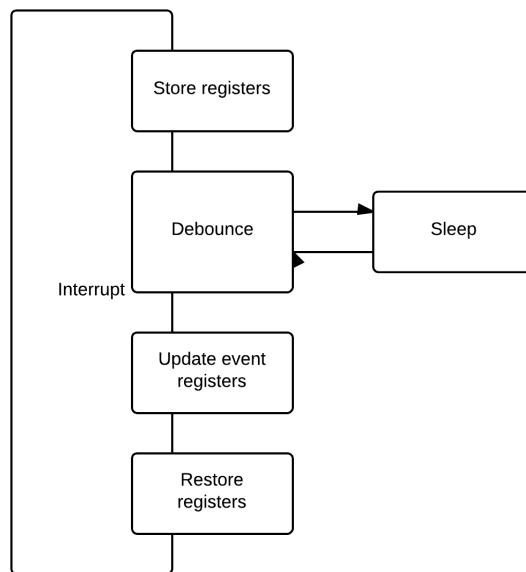 Store registers
Debounce
Sleep
Interrupt
Update event
registers
Restore
registers